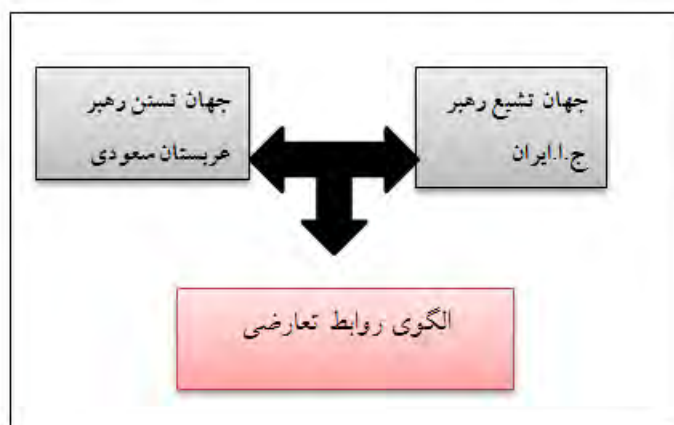 جهان تشیع رهبر
ج.ا.ایران
جهان تسنن رهبر
عربستان سعودی
الگوی روابط تعارضی